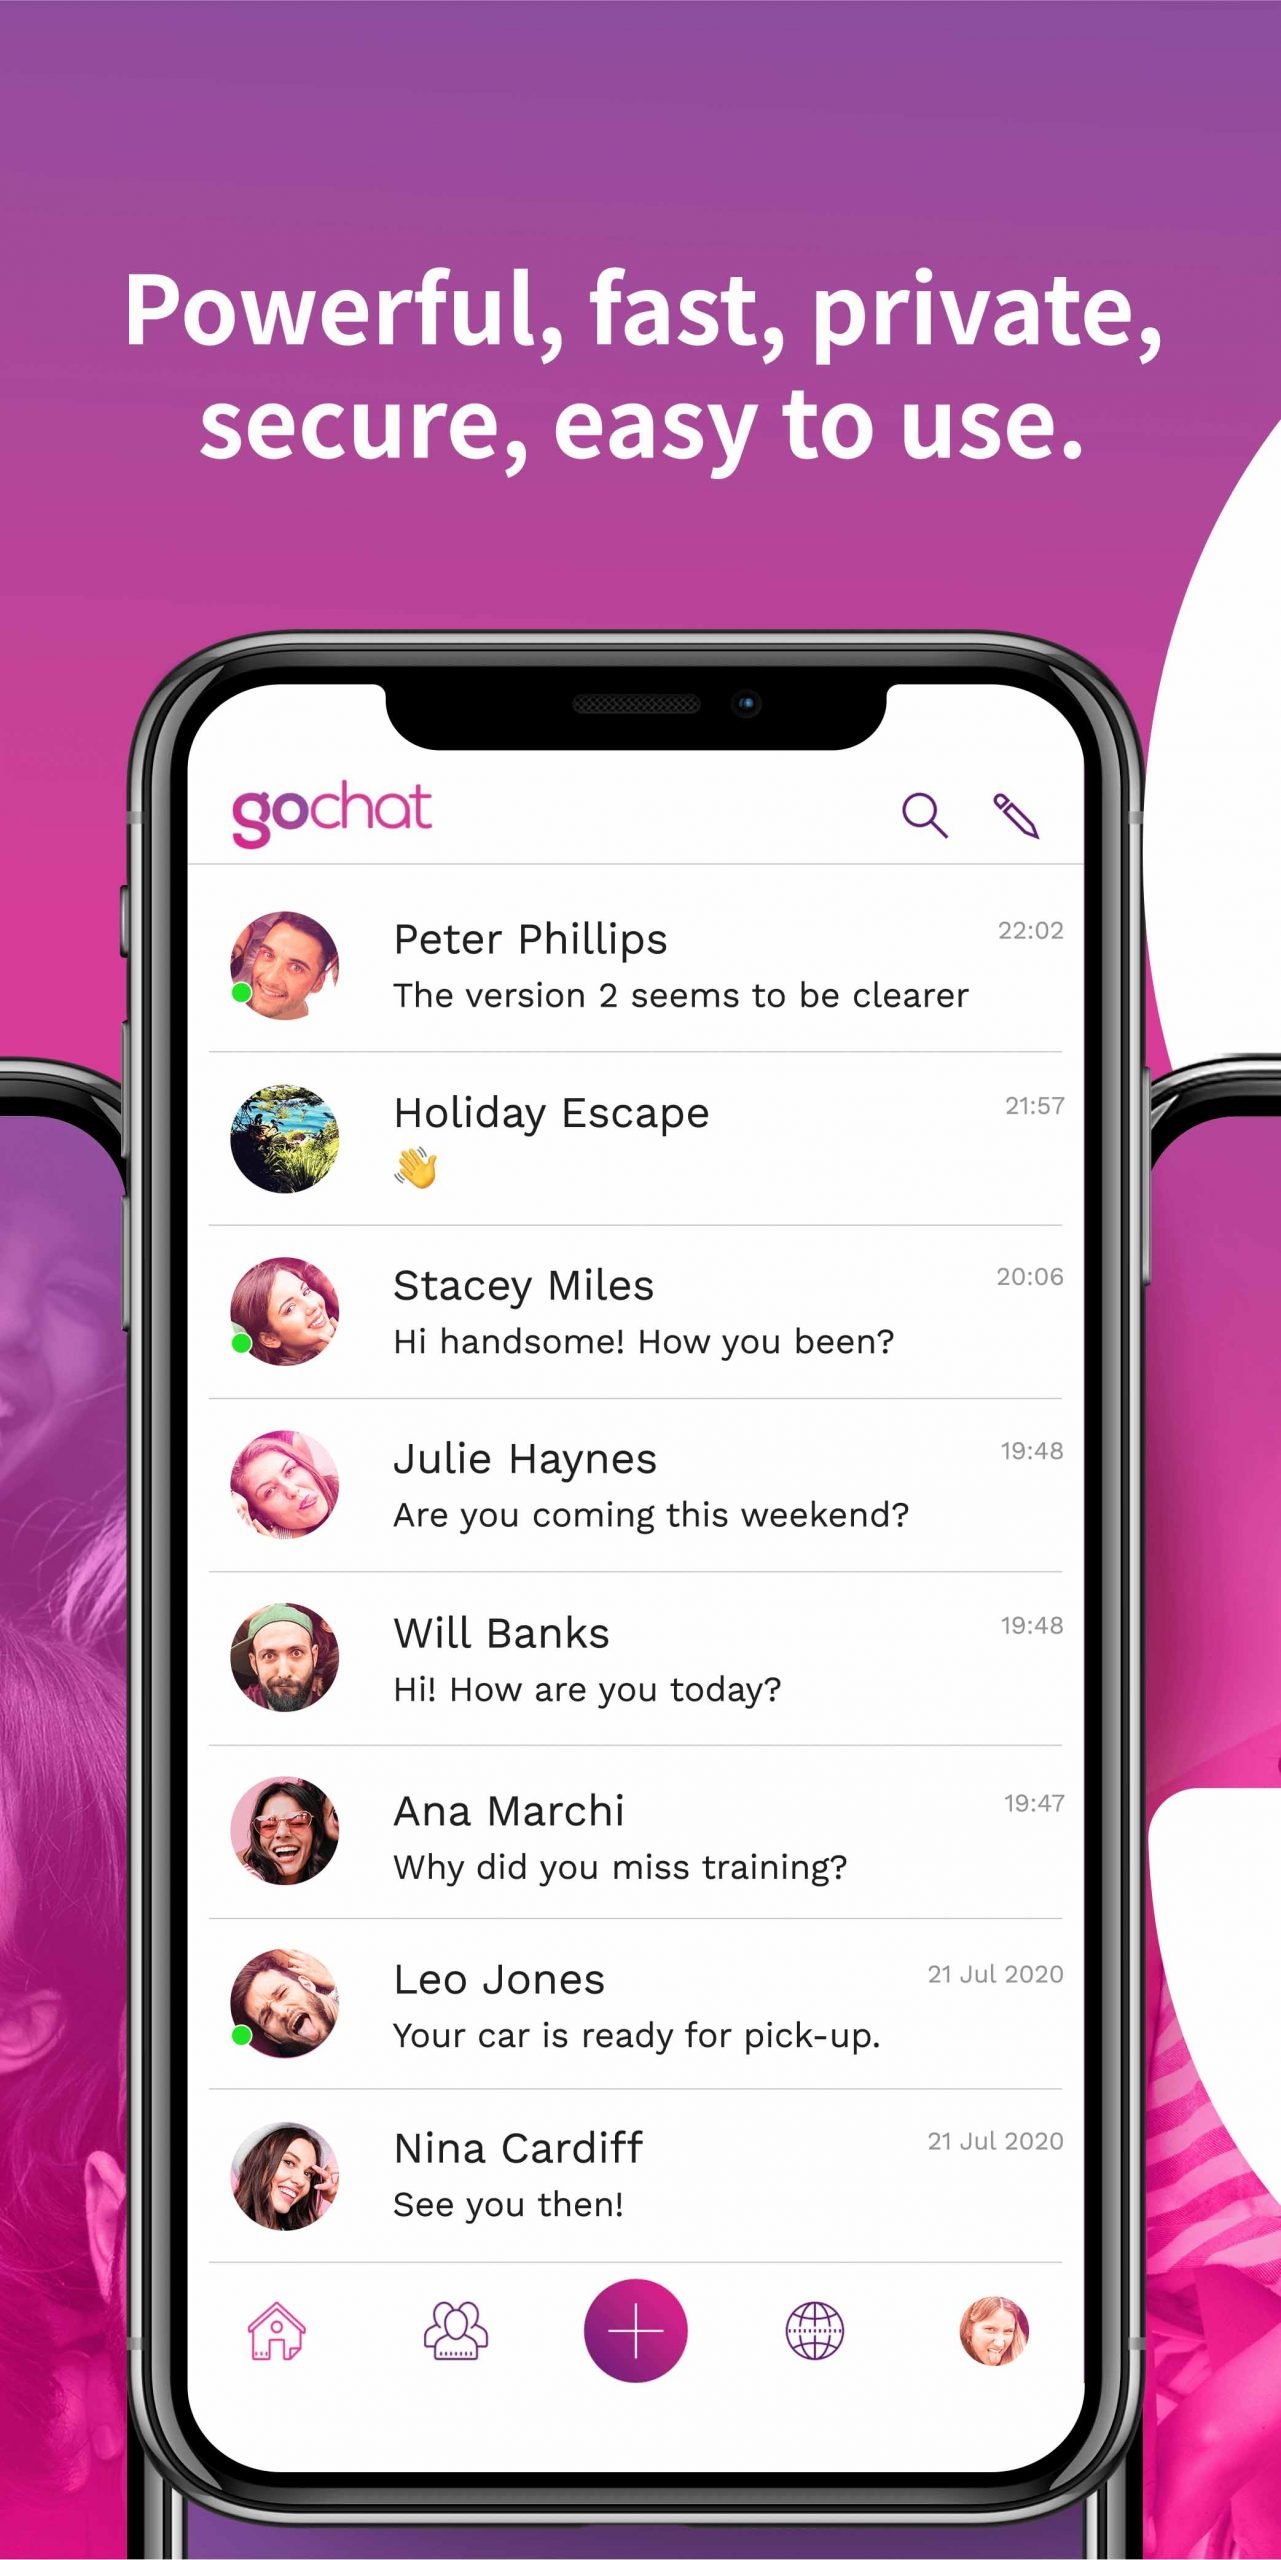 Powerful, fast, private,
secure, easy to use.
gochat
Peter Phillips
22:02
The version 2 seems to be clearer
Holiday Escape
21:57
👋
Stacey Miles
20:06
Hi handsome! How you been?
Julie Haynes
19:48
Are you coming this weekend?
Will Banks
19:48
Hi! How are you today?
Ana Marchi
19:47
Why did you miss training?
Leo Jones
21 Jul 2020
Your car is ready for pick-up.
Nina Cardiff
21 Jul 2020
See you then!